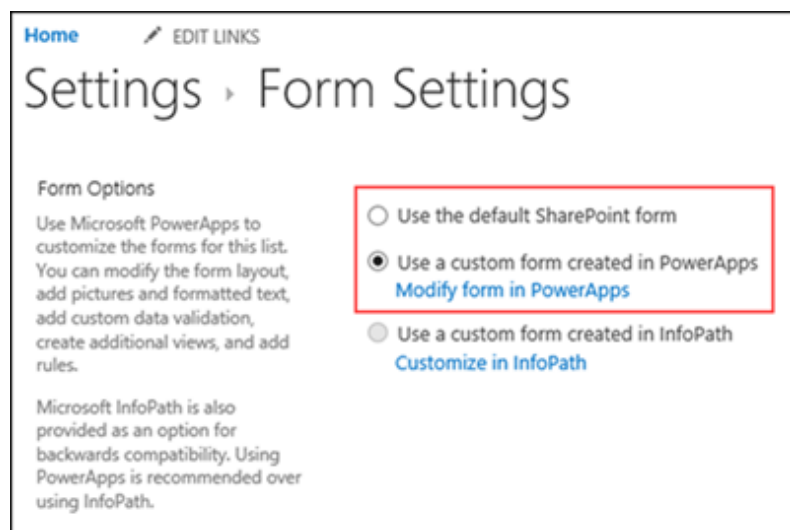 Home EDIT LINKS
Settings › Form Settings
Form Options
Use Microsoft PowerApps to
customize the forms for this list.
You can modify the form layout,
add pictures and formatted text,
add custom data validation,
create additional views, and add
rules.
Microsoft InfoPath is also
provided as an option for
backwards compatibility. Using
PowerApps is recommended over
using InfoPath.
Use the default SharePoint form
Use a custom form created in PowerApps
Modify form in PowerApps
Use a custom form created in InfoPath
Customize in InfoPath